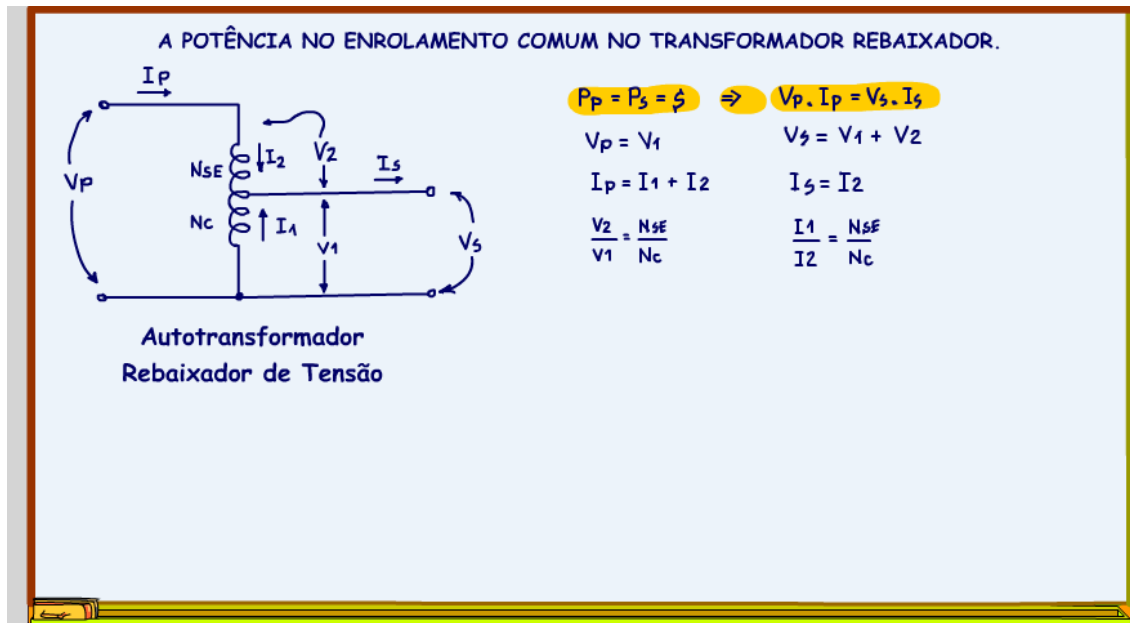 A POTÊNCIA NO ENROLAMENTO COMUM NO TRANSFORMADOR REBAIXADOR.
IP
PP = PS = $ ⇒ VP . IP = VS . IS
VP = V1 VS = V1 + V2
NSE I2 V2 IS
VP
IP = I1 + I2 IS = I2
NC I1 V1 VS
V2/V1 = NSE/NC I1/I2 = NSE/NC
Autotransformador
Rebaixador de Tensão